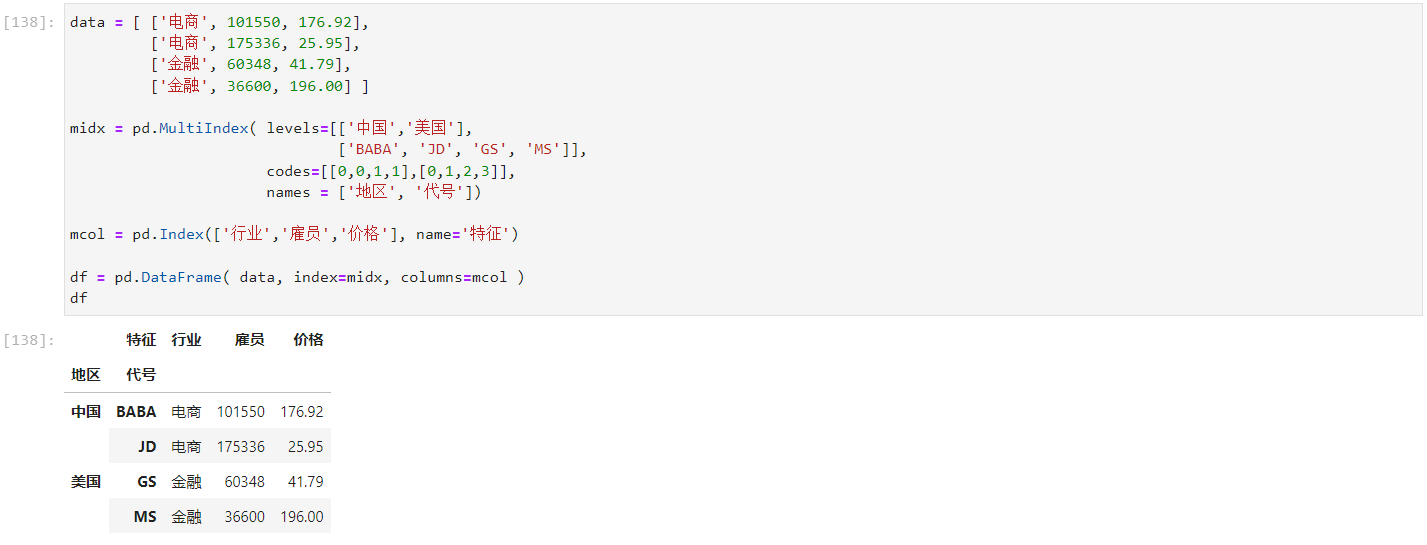 [138]: data = [ ['电商', 101550, 176.92],
['电商', 175336, 25.95],
['金融', 60348, 41.79],
['金融', 36600, 196.00] ]
midx = pd.MultiIndex( levels=[['中国','美国'],
['BABA', 'JD', 'GS', 'MS']],
codes=[[0,0,1,1],[0,1,2,3]],
names = ['地区', '代号'])
mcol = pd.Index(['行业','雇员','价格'], name='特征')
df = pd.DataFrame( data, index=midx, columns=mcol )
df
[138]: 特征 行业 雇员 价格
地区 代号
中国 BABA 电商 101550 176.92
JD 电商 175336 25.95
美国 GS 金融 60348 41.79
MS 金融 36600 196.00